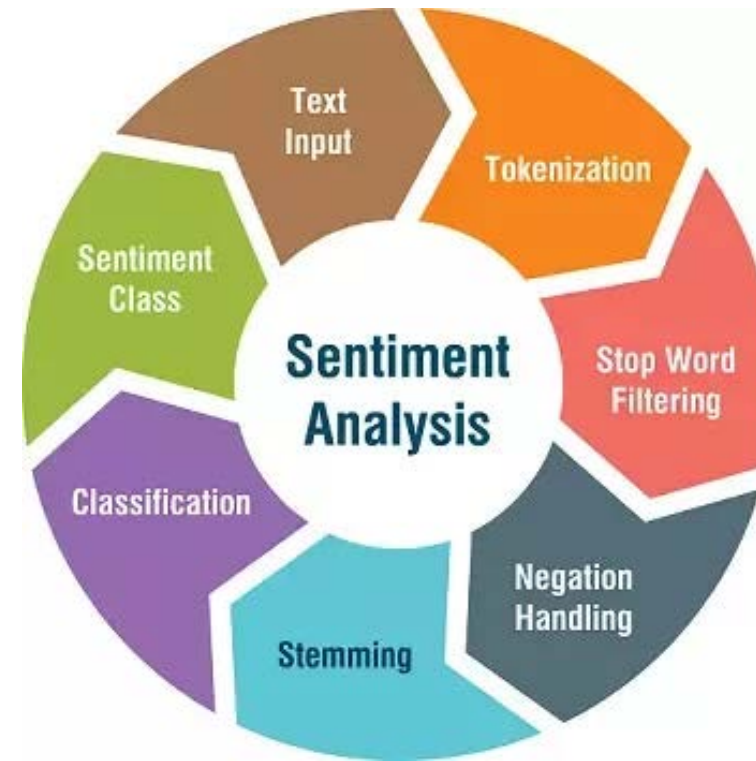 Text
Input
Tokenization
Stop Word
Filtering
Negation
Handling
Stemming
Classification
Sentiment
Class
Sentiment
Analysis